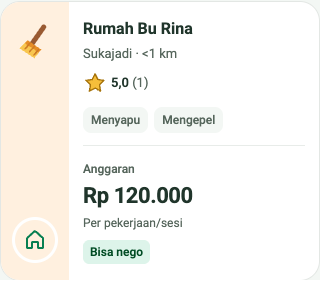 Rumah Bu Rina
Sukajadi · <1 km
5,0 (1)
Menyapu Mengepel
Anggaran
Rp 120.000
Per pekerjaan/sesi
Bisa nego